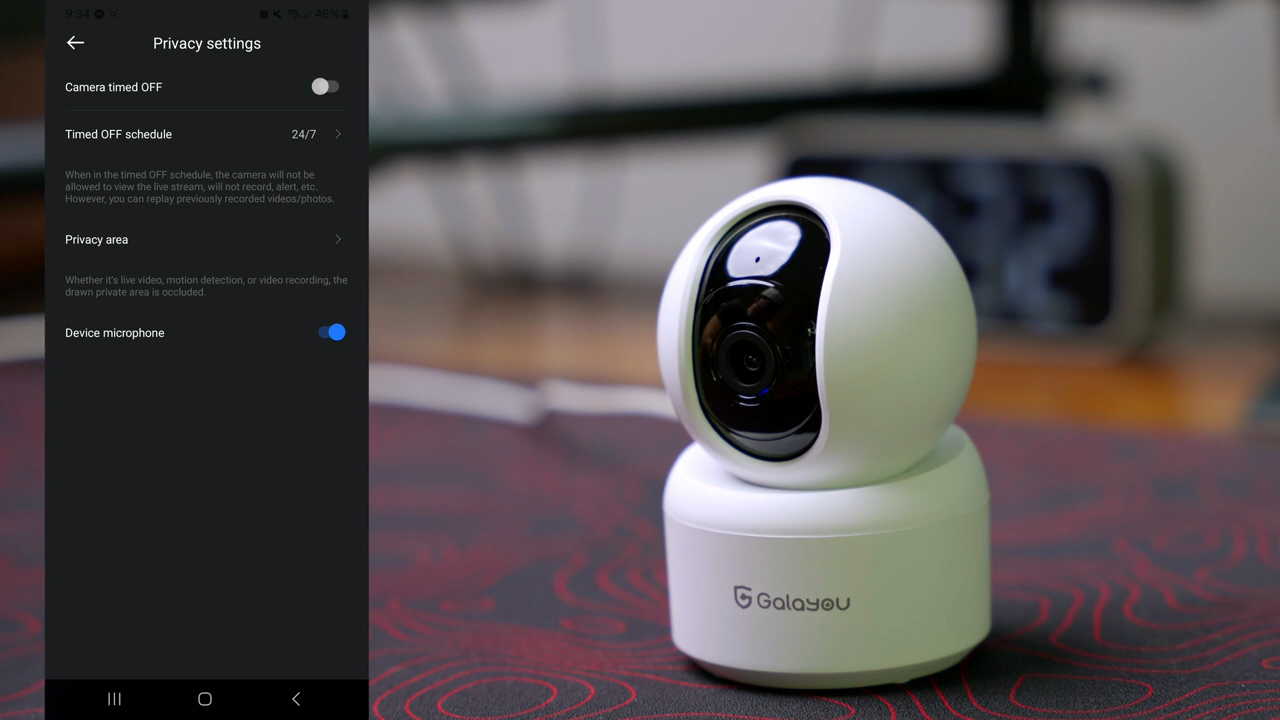 9:34
46%
Privacy settings
Camera timed OFF
Timed OFF schedule 24/7
When in the timed OFF schedule, the camera will not be
allowed to view the live stream, will not record, alert, etc.
However, you can replay previously recorded videos/photos.
Privacy area
Whether it's live video, motion detection, or video recording, the
drawn private area is occluded.
Device microphone
Galayou